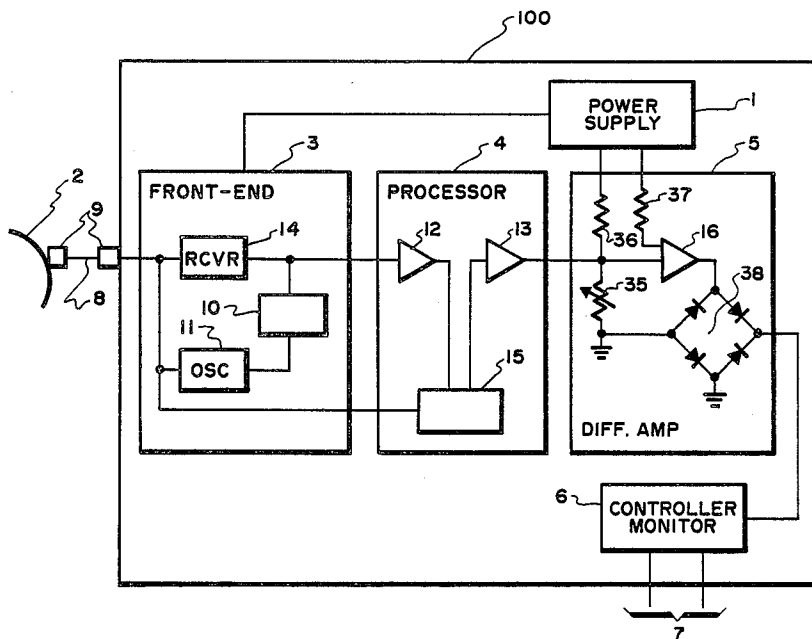 100
POWER
SUPPLY
1
3
4
5
2
9
FRONT-END
PROCESSOR
37
14
12
13
16
RCVR
36
8
35
38
10
11
OSC
15
DIFF. AMP
6
CONTROLLER
MONITOR
7